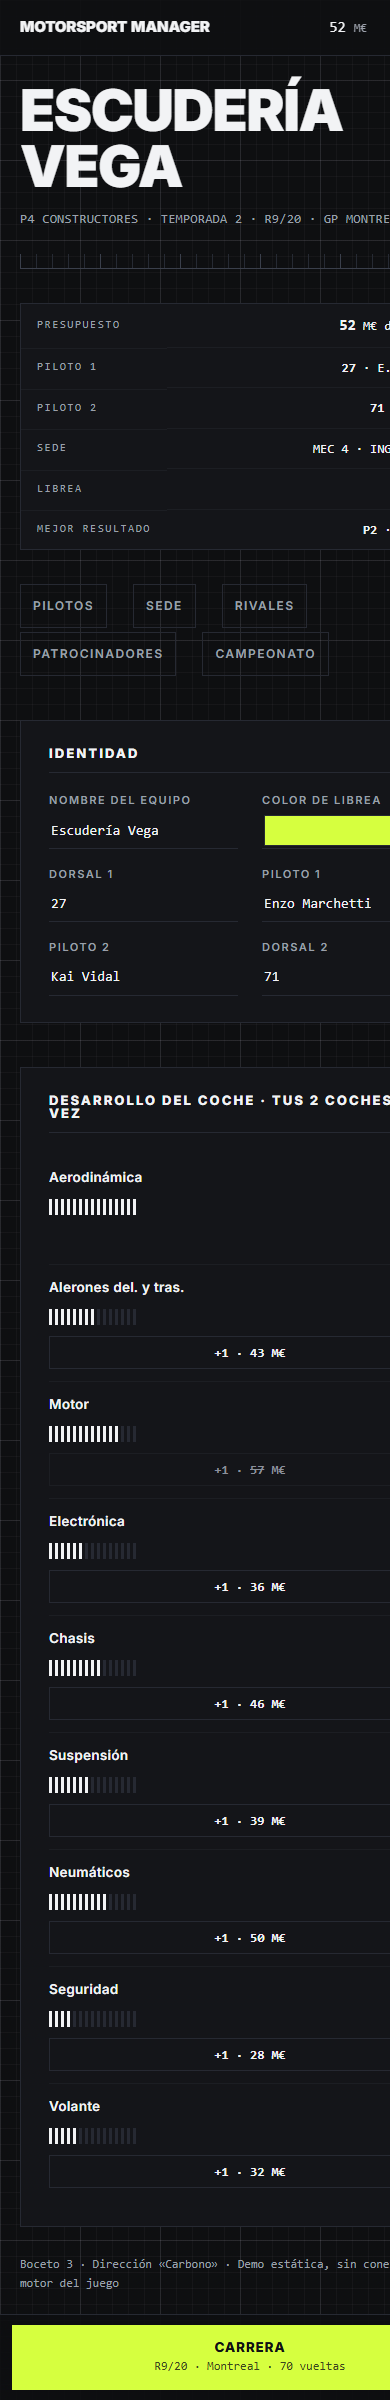 MOTORSPORT MANAGER
52 M€
ESCUDERÍA
VEGA
P4 CONSTRUCTORES · TEMPORADA 2 · R9/20 · GP MONTRE
PRESUPUESTO 52 M€ d
PILOTO 1 27 · E.
PILOTO 2 71
SEDE MEC 4 · ING
LIBREA
MEJOR RESULTADO P2 ·
PILOTOS SEDE RIVALES
PATROCINADORES CAMPEONATO
IDENTIDAD
NOMBRE DEL EQUIPO COLOR DE LIBREA
Escudería Vega
DORSAL 1 PILOTO 1
27 Enzo Marchetti
PILOTO 2 DORSAL 2
Kai Vidal 71
DESARROLLO DEL COCHE · TUS 2 COCHES
VEZ
Aerodinámica
Alerones del. y tras.
+1 · 43 M€
Motor
+1 · 57 M€
Electrónica
+1 · 36 M€
Chasis
+1 · 46 M€
Suspensión
+1 · 39 M€
Neumáticos
+1 · 50 M€
Seguridad
+1 · 28 M€
Volante
+1 · 32 M€
Boceto 3 · Dirección «Carbono» · Demo estática, sin cone
motor del juego
CARRERA
R9/20 · Montreal · 70 vueltas